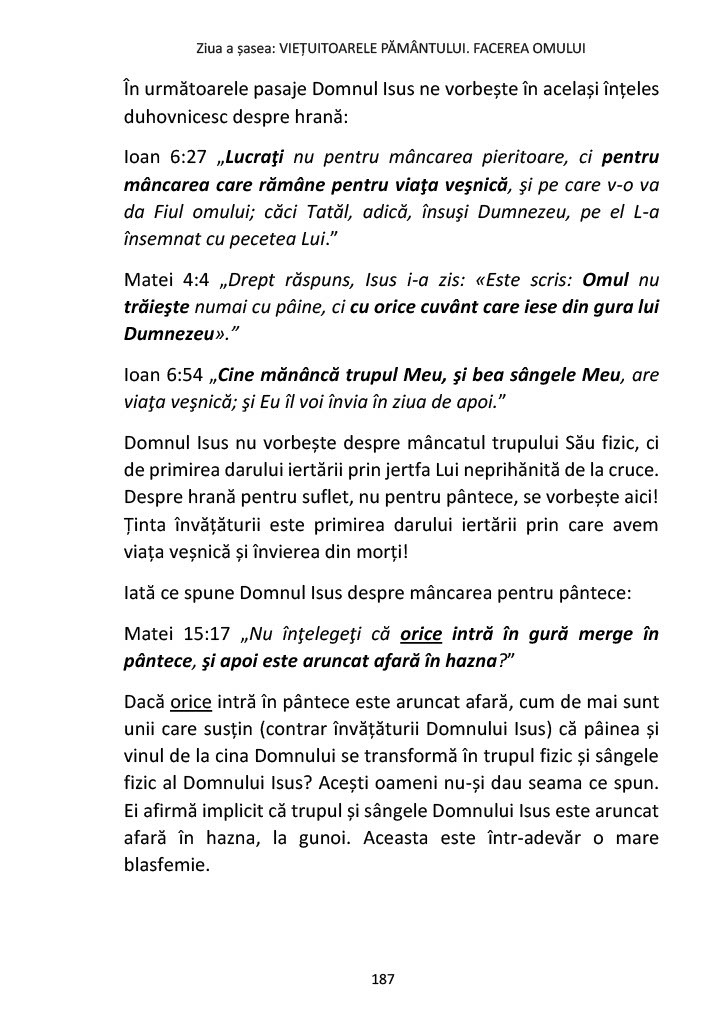 Ziua a șasea: VIEȚUITOARELE PĂMÂNTULUI. FACEREA OMULUI
În următoarele pasaje Domnul Isus ne vorbește în același înțeles
duhovnicesc despre hrană:
Ioan 6:27 „Lucraţi nu pentru mâncarea pieritoare, ci pentru
mâncarea care rămâne pentru viaţa veşnică, şi pe care v-o va
da Fiul omului; căci Tatăl, adică, însuşi Dumnezeu, pe el L-a
însemnat cu pecetea Lui.”
Matei 4:4 „Drept răspuns, Isus i-a zis: «Este scris: Omul nu
trăieşte numai cu pâine, ci cu orice cuvânt care iese din gura lui
Dumnezeu».”
Ioan 6:54 „Cine mănâncă trupul Meu, şi bea sângele Meu, are
viaţa veşnică; şi Eu îl voi învia în ziua de apoi.”
Domnul Isus nu vorbește despre mâncatul trupului Său fizic, ci
de primirea darului iertării prin jertfa Lui neprihănită de la cruce.
Despre hrană pentru suflet, nu pentru pântece, se vorbește aici!
Ținta învățăturii este primirea darului iertării prin care avem
viața veșnică și învierea din morți!
Iată ce spune Domnul Isus despre mâncarea pentru pântece:
Matei 15:17 „Nu înţelegeţi că orice intră în gură merge în
pântece, şi apoi este aruncat afară în hazna?”
Dacă orice intră în pântece este aruncat afară, cum de mai sunt
unii care susțin (contrar învățăturii Domnului Isus) că pâinea și
vinul de la cina Domnului se transformă în trupul fizic și sângele
fizic al Domnului Isus? Acești oameni nu-și dau seama ce spun.
Ei afirmă implicit că trupul și sângele Domnului Isus este aruncat
afară în hazna, la gunoi. Aceasta este într-adevăr o mare
blasfemie.
187